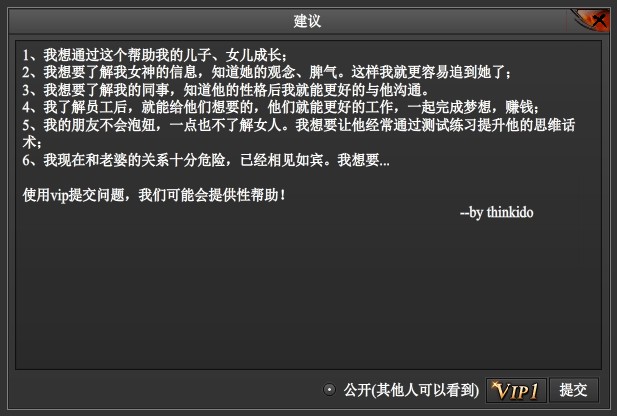 建议
1、我想通过这个帮助我的儿子、女儿成长；
2、我想要了解我女神的信息，知道她的观念、脾气。这样我就更容易追到她了；
3、我想要了解我的同事，知道他的性格后我就能更好的与他沟通。
4、我了解员工后，就能给他们想要的，他们就能更好的工作，一起完成梦想，赚钱；
5、我的朋友不会泡妞，一点也不了解女人。我想要让他经常通过测试练习提升他的思维话
术；
6、我现在和老婆的关系十分危险，已经相见如宾。我想要...
使用vip提交问题，我们可能会提供性帮助！
--by thinkido
公开(其他人可以看到) VIP1 提交